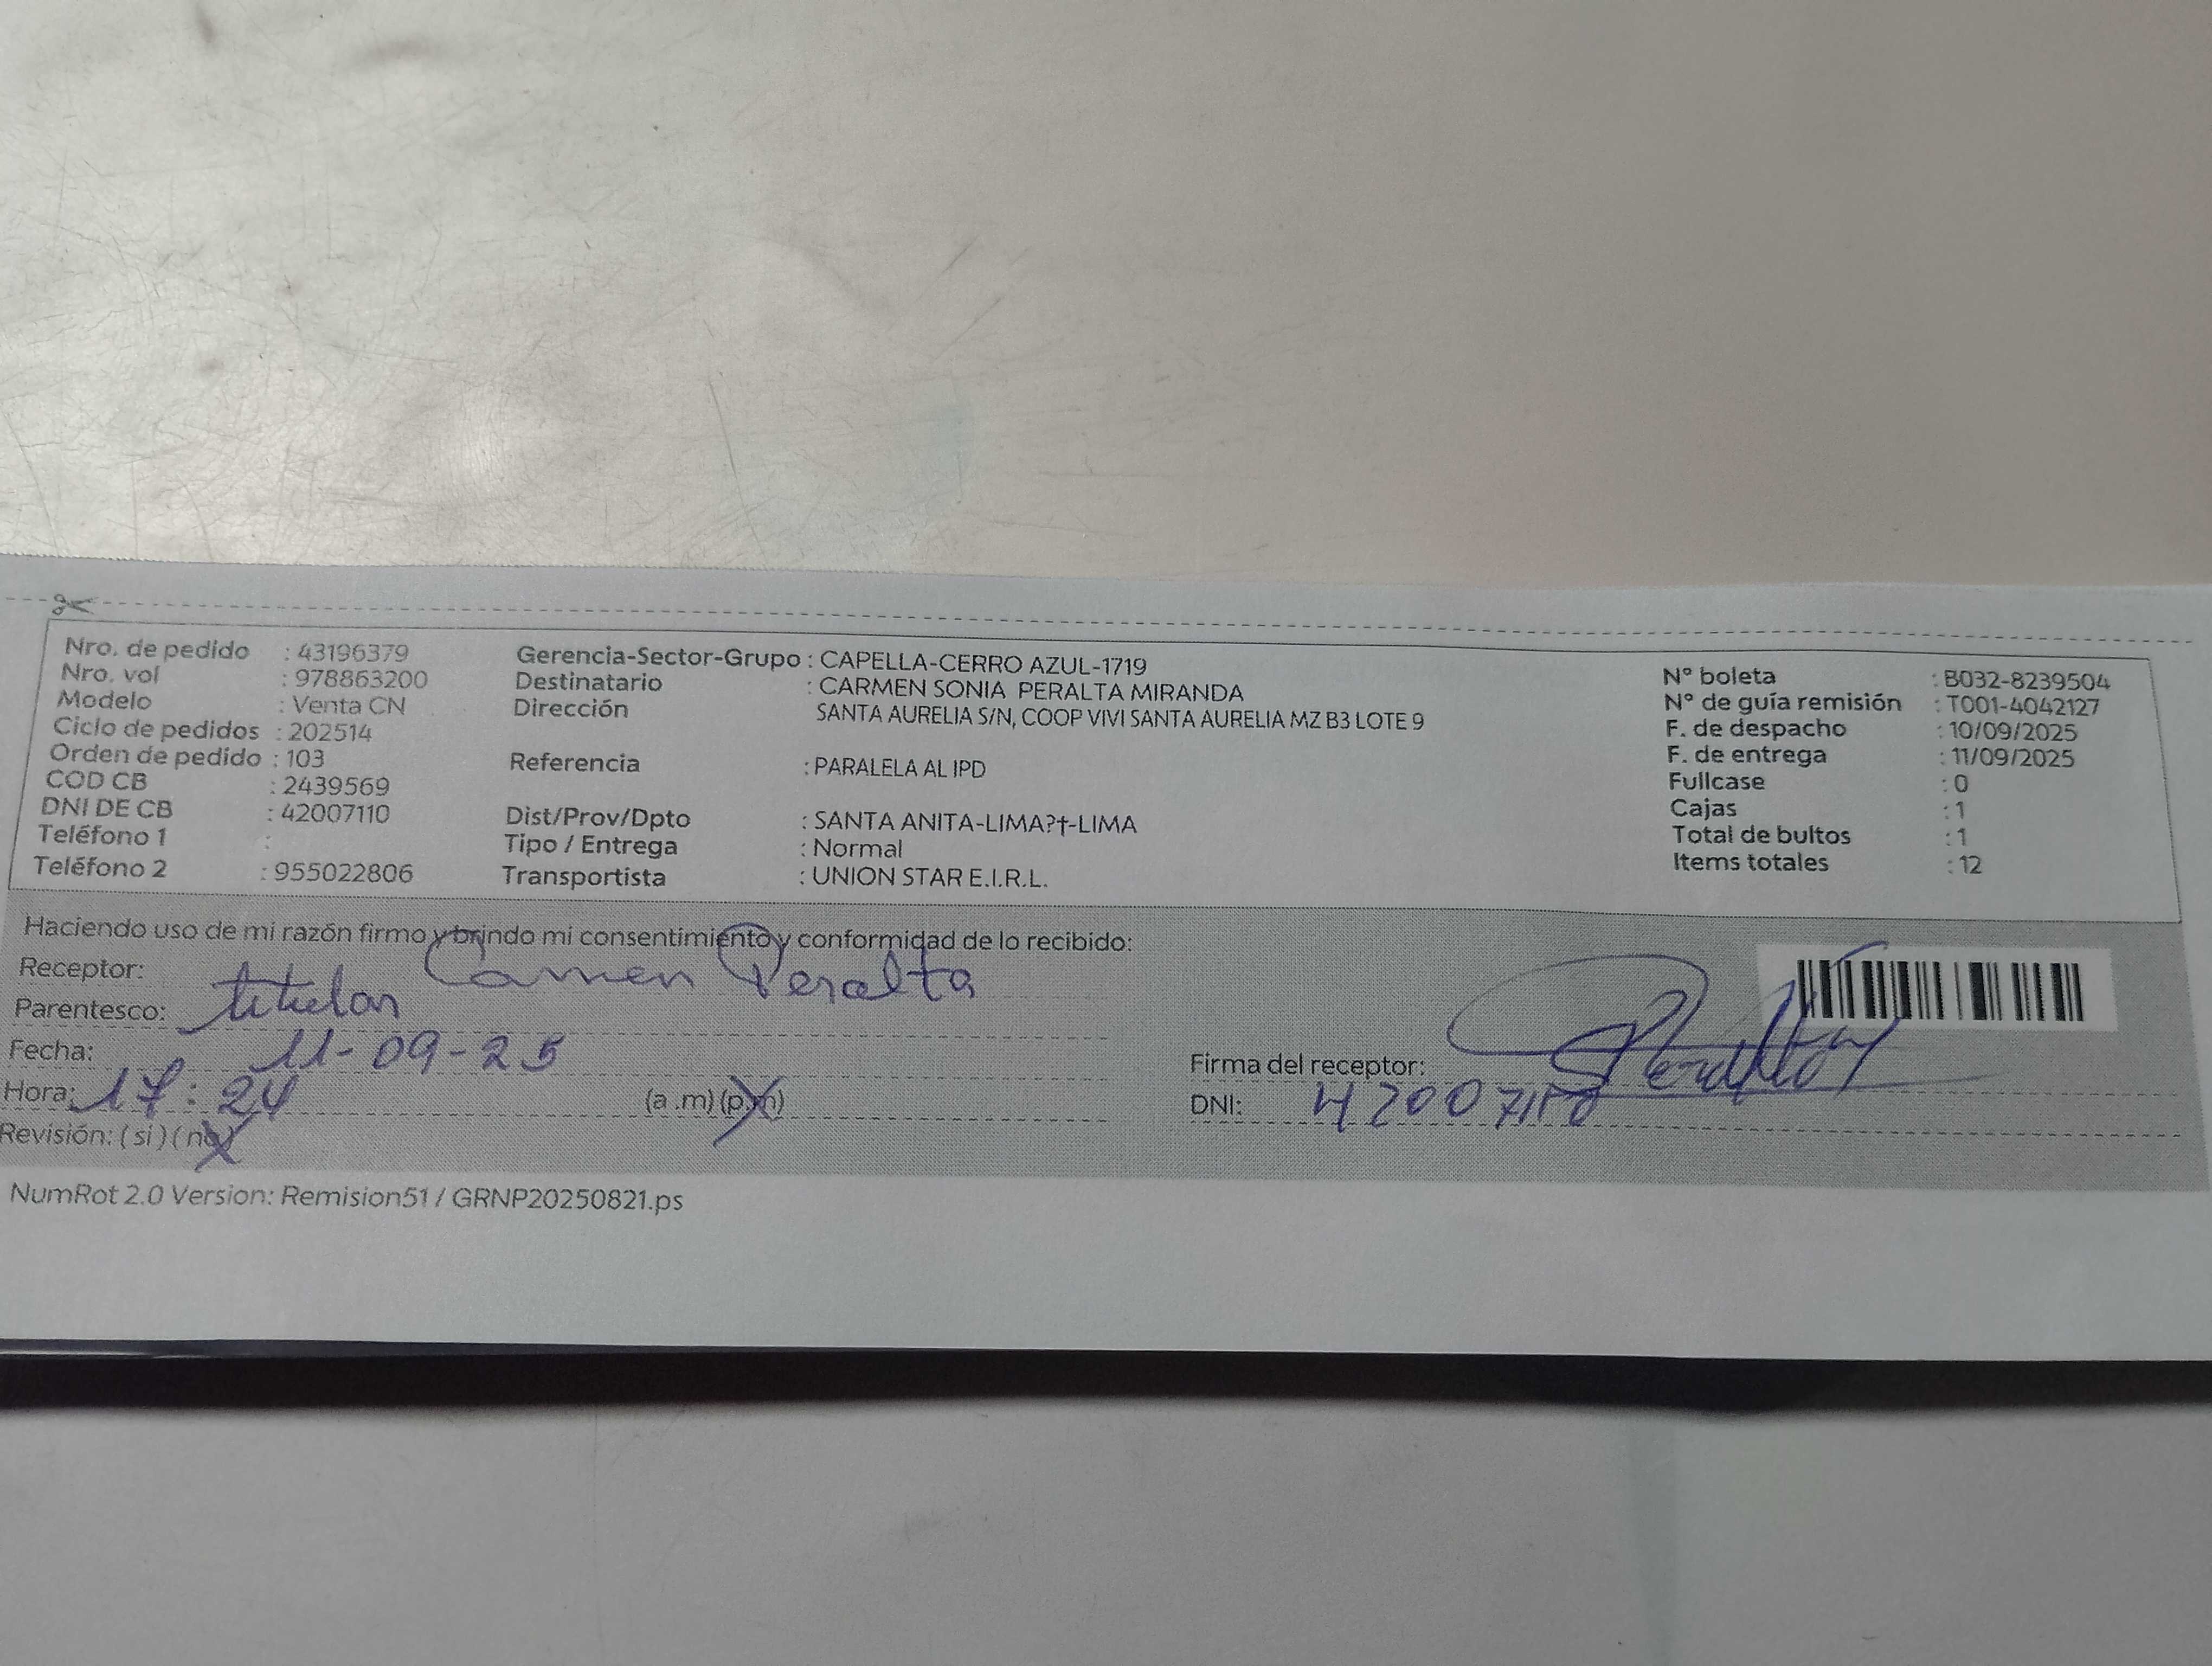 Nro. de pedido : 43196379
Nro. vol : 978863200
Modelo : Venta CN
Ciclo de pedidos : 202514
Orden de pedido : 103
COD CB : 2439569
DNI DE CB : 42007110
Teléfono 1 :
Teléfono 2 : 955022806
Gerencia-Sector-Grupo : CAPELLA-CERRO AZUL-1719
Destinatario : CARMEN SONIA PERALTA MIRANDA
Dirección SANTA AURELIA S/N, COOP VIVI SANTA AURELIA MZ B3 LOTE 9
Referencia : PARALELA AL IPD
Dist/Prov/Dpto : SANTA ANITA-LIMA?†-LIMA
Tipo / Entrega : Normal
Transportista : UNION STAR E.I.R.L.
N° boleta : B032-8239504
N° de guía remisión : T001-4042127
F. de despacho : 10/09/2025
F. de entrega : 11/09/2025
Fullcase : 0
Cajas : 1
Total de bultos : 1
Items totales : 12
Haciendo uso de mi razón firmo y brindo mi consentimiento y conformidad de lo recibido:
Receptor: Carmen Peralta
Parentesco: titular
Fecha: 11-09-25
Hora: 17:24 (a .m) (p.m)
Revisión: ( si ) ( no )
Firma del receptor: Peralta
DNI: 42007110
NumRot 2.0 Version: Remision51 / GRNP20250821.ps